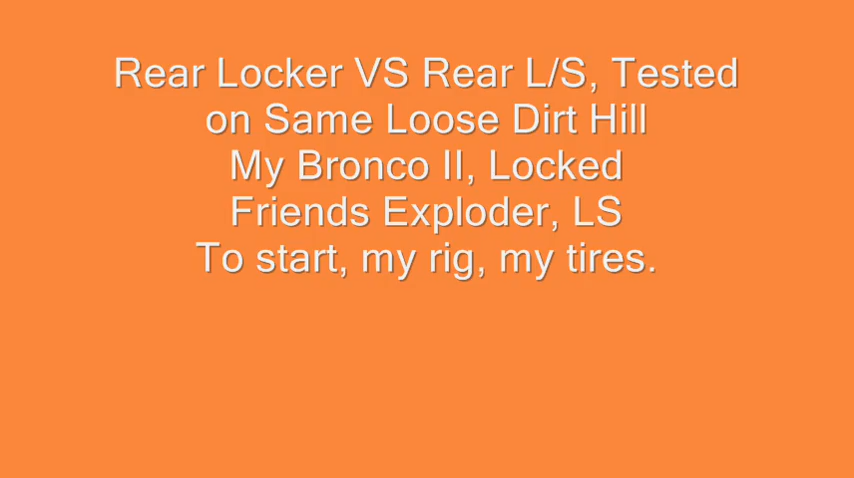 Rear Locker VS Rear L/S, Tested
on Same Loose Dirt Hill
My Bronco II, Locked
Friends Exploder, LS
To start, my rig, my tires.